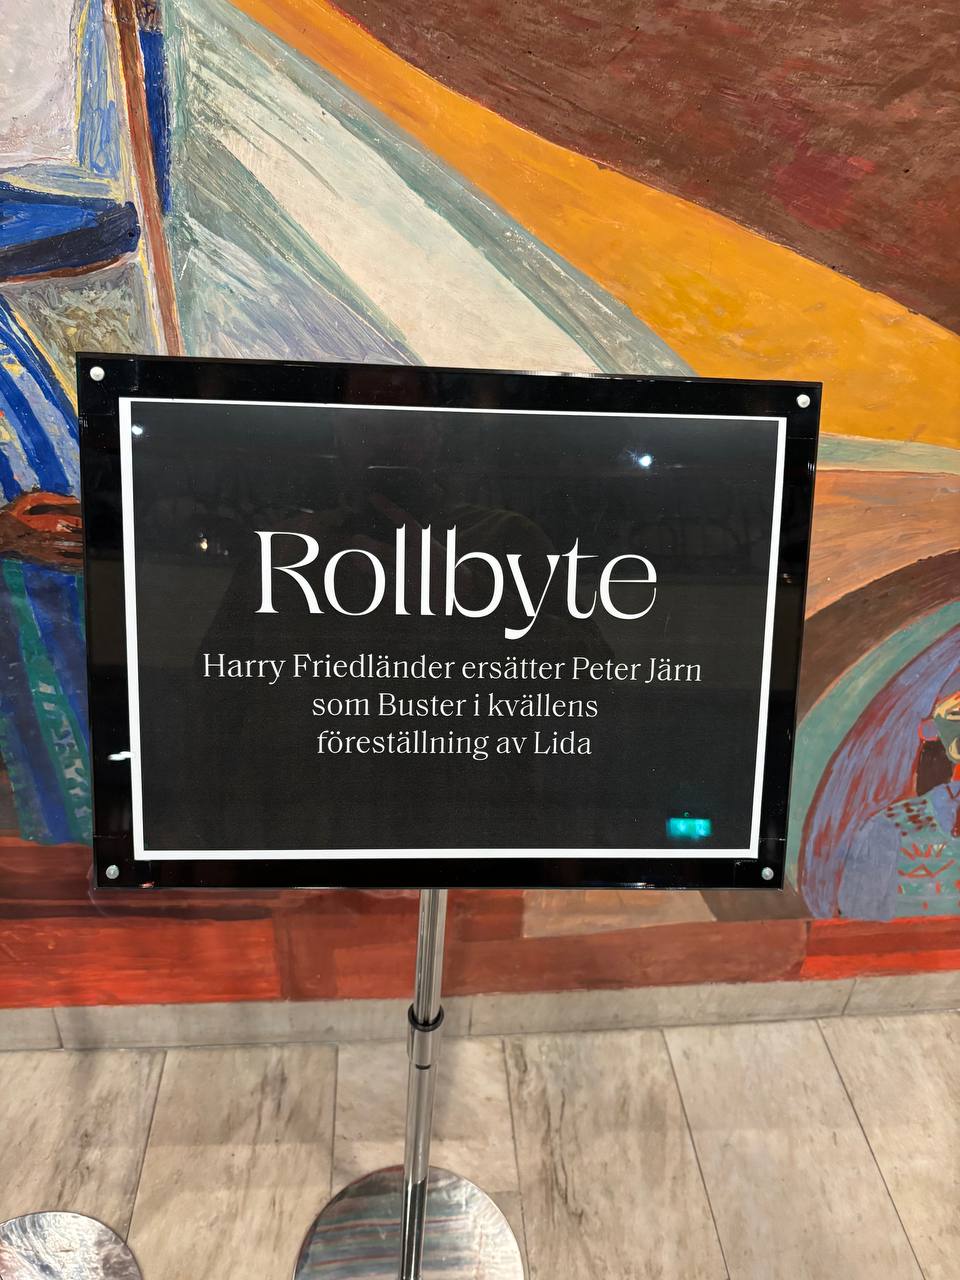 Rollbyte
Harry Friedländer ersätter Peter Järn
som Buster i kvällens
föreställning av Lida